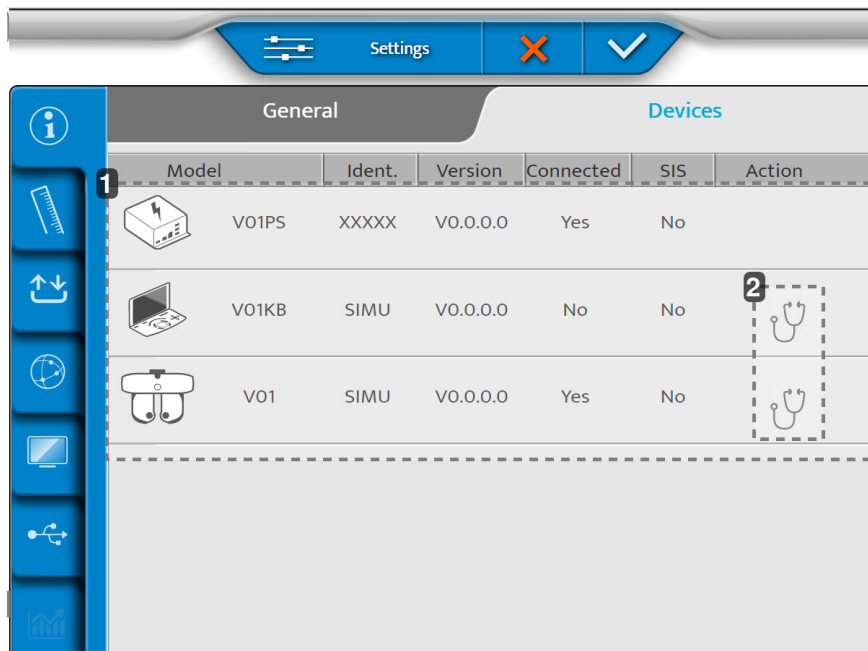 Settings
General Devices
Model Ident. Version Connected SIS Action
1
V01PS XXXXX V0.0.0.0 Yes No
2
V01KB SIMU V0.0.0.0 No No
V01 SIMU V0.0.0.0 Yes No